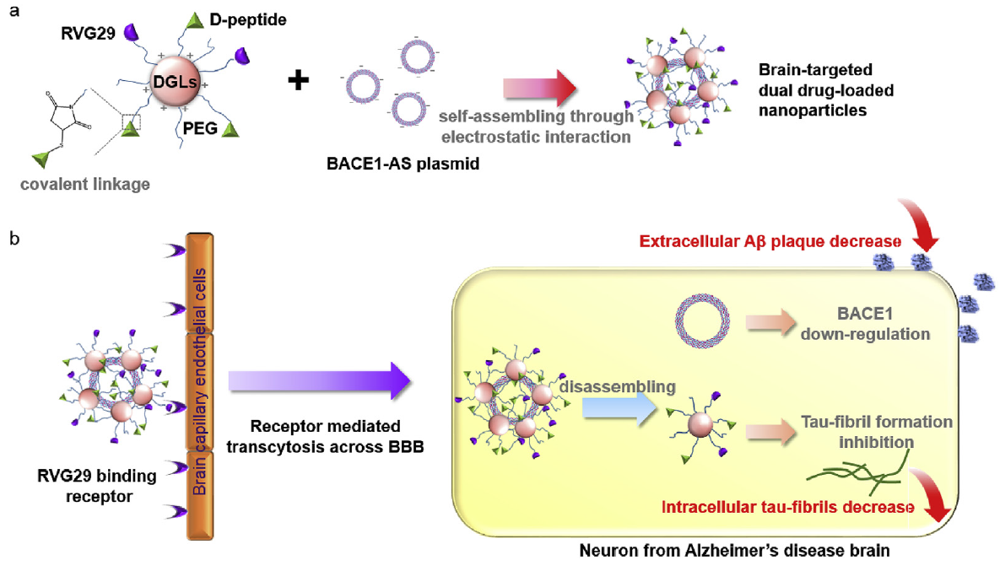 a
D-peptide
RVG29
DGLs
PEG
covalent linkage
BACE1-AS plasmid
self-assembling through
electrostatic interaction
Brain-targeted
dual drug-loaded
nanoparticles
b
Brain capillary endothelial cells
RVG29 binding
receptor
Receptor mediated
transcytosis across BBB
Extracellular Aβ plaque decrease
BACE1
down-regulation
disassembling
Tau-fibril formation
inhibition
Intracellular tau-fibrils decrease
Neuron from Alzheimer's disease brain